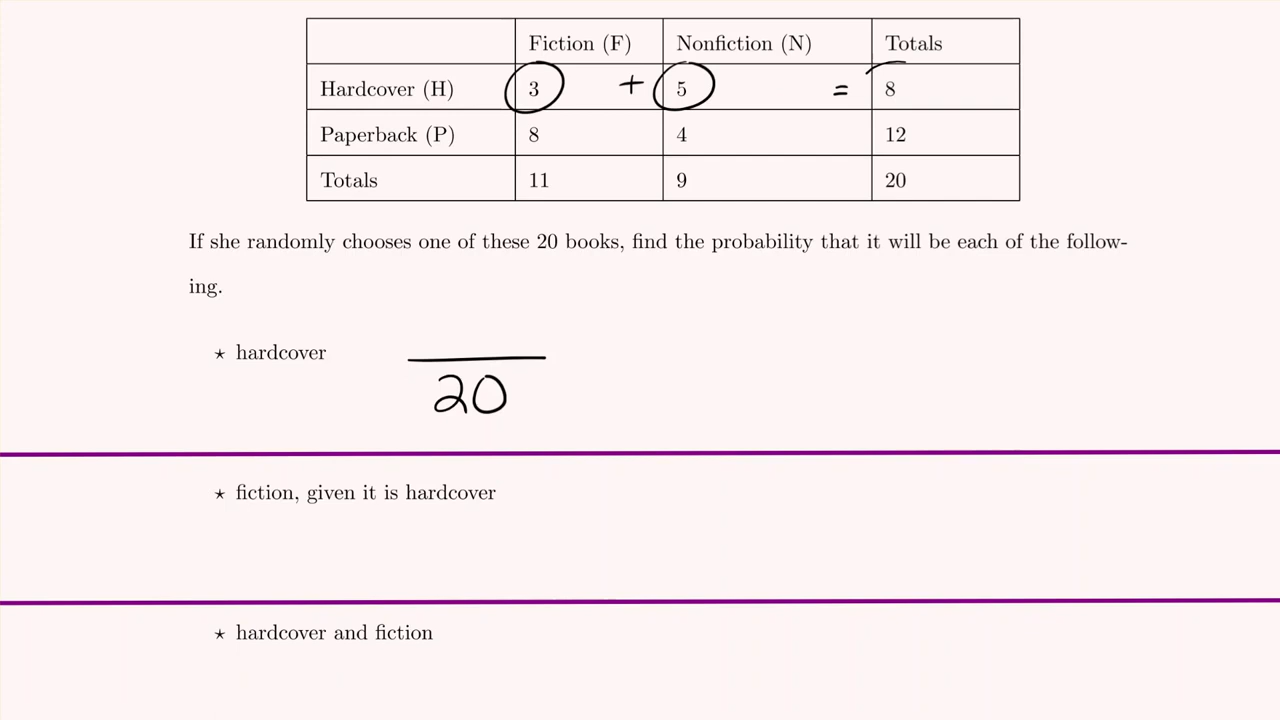 Fiction (F) Nonfiction (N) Totals
Hardcover (H) 3 + 5 = 8
Paperback (P) 8 4 12
Totals 11 9 20
If she randomly chooses one of these 20 books, find the probability that it will be each of the follow-
ing.
⋆ hardcover
20
⋆ fiction, given it is hardcover
⋆ hardcover and fiction